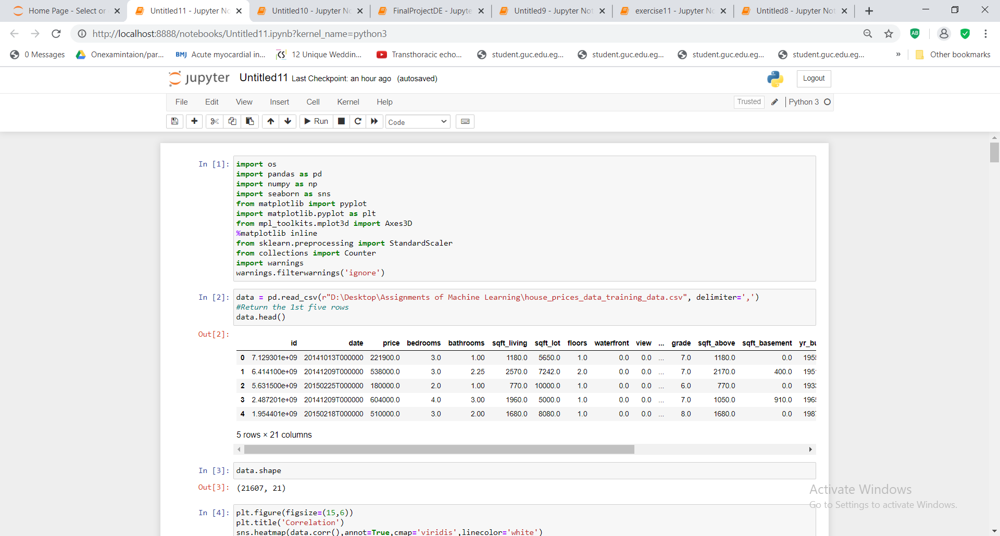 Home Page - Select or
Untitled11 - Jupyter No
Untitled10 - Jupyter No
FinalProjectDE - Jupyte
Untitled9 - Jupyter Not
exercise11 - Jupyter No
Untitled8 - Jupyter Not
http://localhost:8888/notebooks/Untitled11.ipynb?kernel_name=python3
AB
0 Messages
Onexamintaion/par...
BMJ Acute myocardial in...
CS 12 Unique Weddin...
Transthoracic echo...
student.guc.edu.eg...
student.guc.edu.eg...
student.guc.edu.eg...
student.guc.edu.eg...
»
Other bookmarks
jupyter Untitled11 Last Checkpoint: an hour ago (autosaved)
Logout
File Edit View Insert Cell Kernel Help
Trusted Python 3
Run Code
In [1]: import os
import pandas as pd
import numpy as np
import seaborn as sns
from matplotlib import pyplot
import matplotlib.pyplot as plt
from mpl_toolkits.mplot3d import Axes3D
%matplotlib inline
from sklearn.preprocessing import StandardScaler
from collections import Counter
import warnings
warnings.filterwarnings('ignore')
In [2]: data = pd.read_csv(r"D:\Desktop\Assignments of Machine Learning\house_prices_data_training_data.csv", delimiter=',')
#Return the 1st five rows
data.head()
Out[2]:
id date price bedrooms bathrooms sqft_living sqft_lot floors waterfront view ... grade sqft_above sqft_basement yr_bu
0 7.129301e+09 20141013T000000 221900.0 3.0 1.00 1180.0 5650.0 1.0 0.0 0.0 ... 7.0 1180.0 0.0 195
1 6.414100e+09 20141209T000000 538000.0 3.0 2.25 2570.0 7242.0 2.0 0.0 0.0 ... 7.0 2170.0 400.0 195
2 5.631500e+09 20150225T000000 180000.0 2.0 1.00 770.0 10000.0 1.0 0.0 0.0 ... 6.0 770.0 0.0 193
3 2.487201e+09 20141209T000000 604000.0 4.0 3.00 1960.0 5000.0 1.0 0.0 0.0 ... 7.0 1050.0 910.0 196
4 1.954401e+09 20150218T000000 510000.0 3.0 2.00 1680.0 8080.0 1.0 0.0 0.0 ... 8.0 1680.0 0.0 198
5 rows × 21 columns
In [3]: data.shape
Out[3]: (21607, 21)
In [4]: plt.figure(figsize=(15,6))
plt.title('Correlation')
sns.heatmap(data.corr(),annot=True,cmap='viridis',linecolor='white')
Activate Windows
Go to Settings to activate Windows.